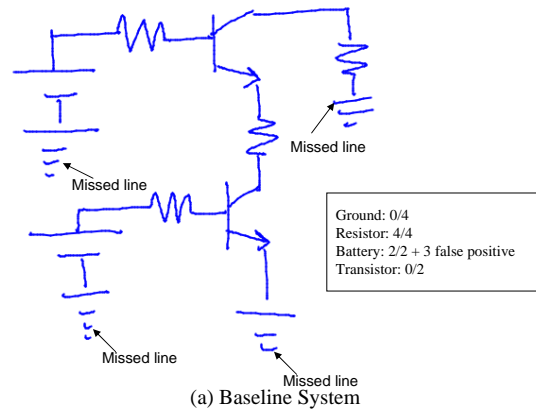 Missed line
Missed line
Ground: 0/4
Resistor: 4/4
Battery: 2/2 + 3 false positive
Transistor: 0/2
Missed line
Missed line
(a) Baseline System